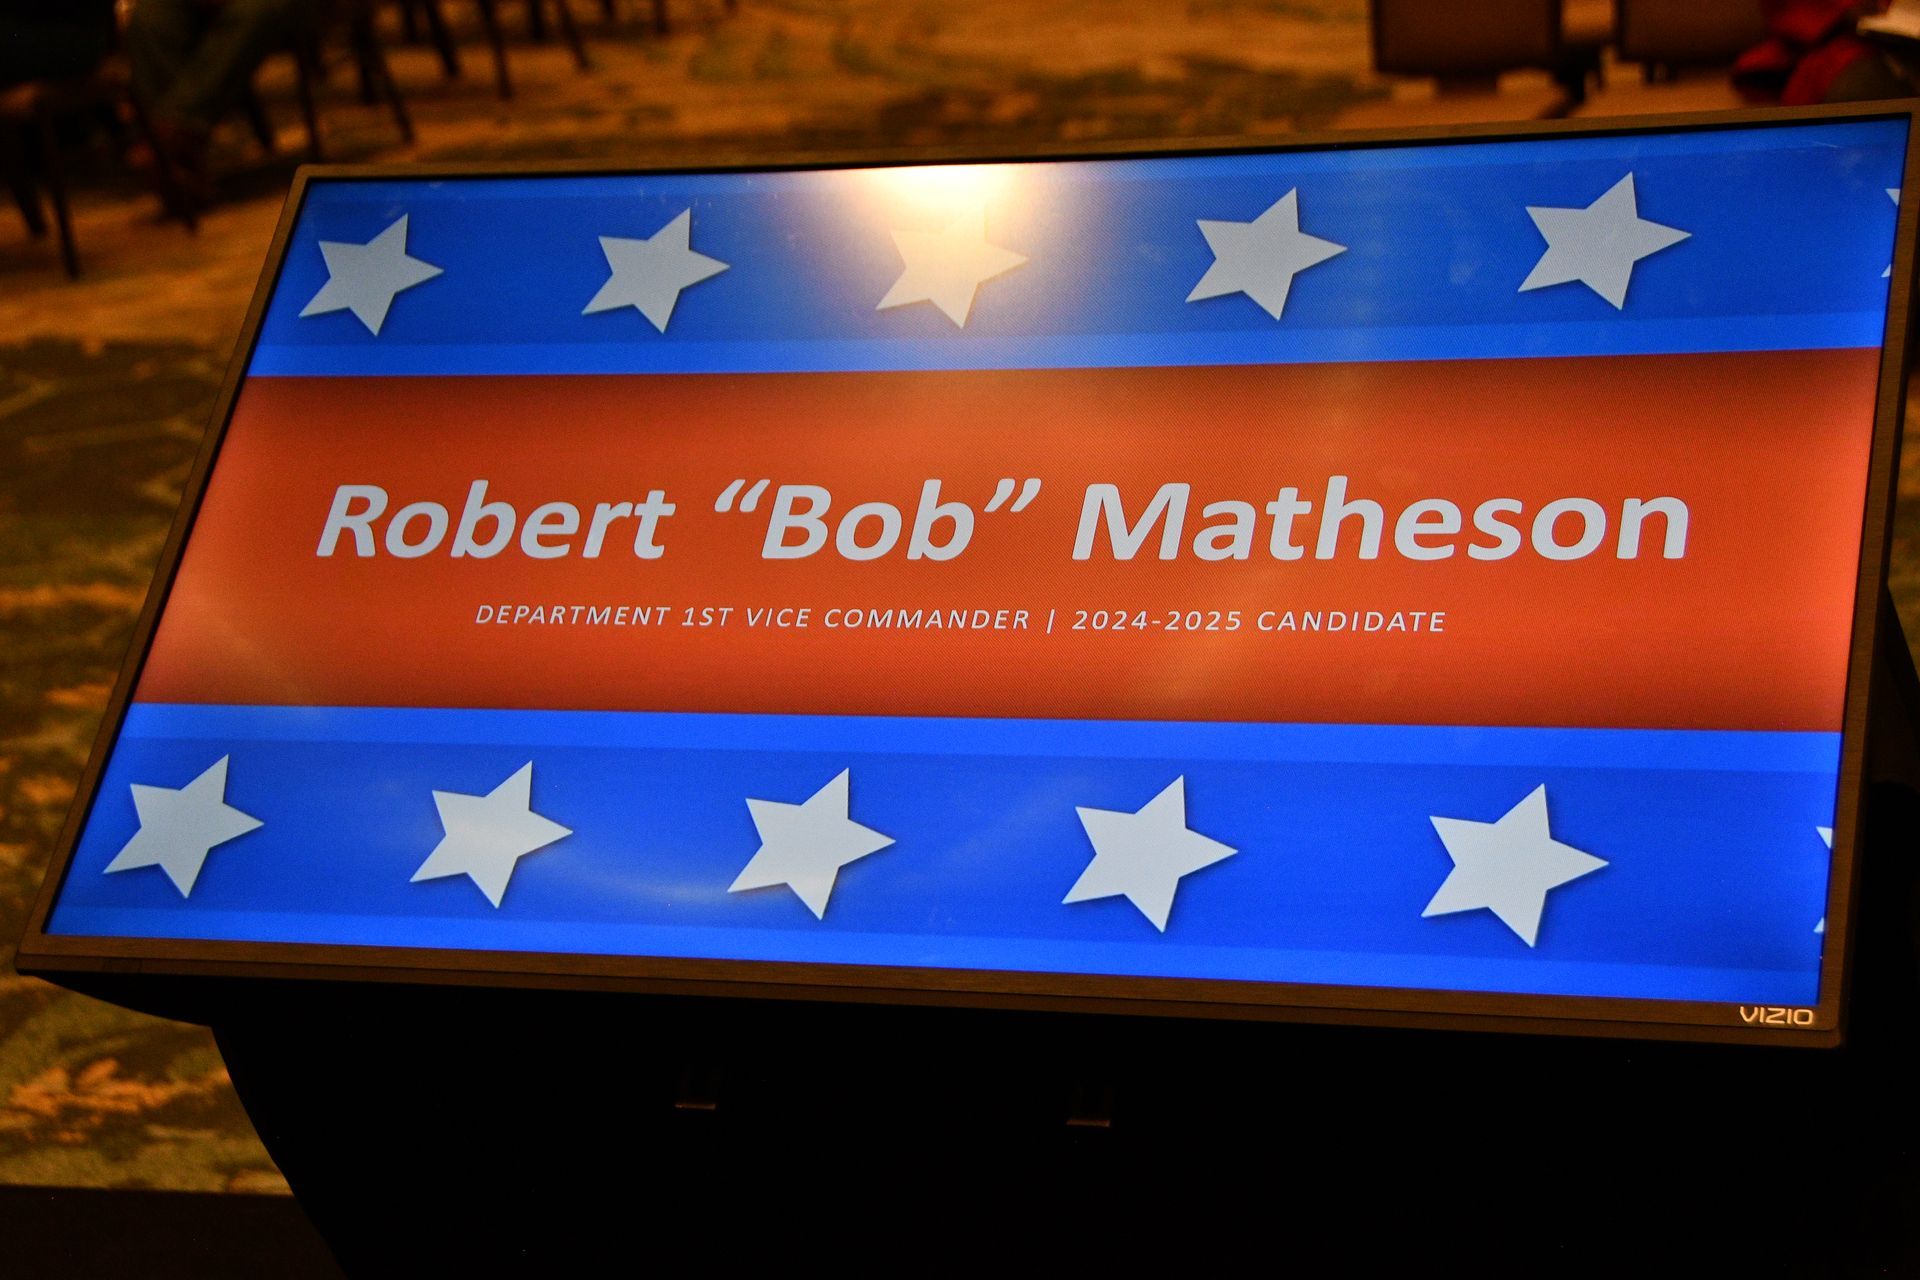 Robert “Bob” Matheson
DEPARTMENT 1ST VICE COMMANDER | 2024-2025 CANDIDATE
VIZIO